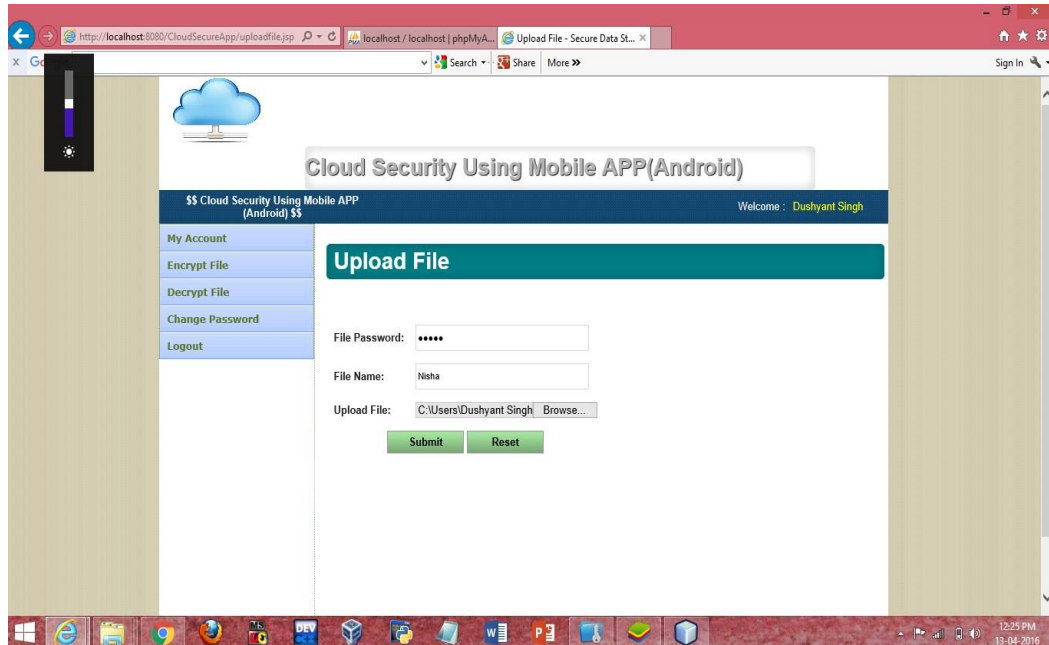 http://localhost:8080/CloudSecureApp/uploadfile.jsp
localhost / localhost | phpMyA...
Upload File - Secure Data St...
x
Search
Share
More
Sign In
Cloud Security Using Mobile APP(Android)
$$ Cloud Security Using Mobile APP
(Android) $$
Welcome : Dushyant Singh
My Account
Encrypt File
Decrypt File
Change Password
Logout
Upload File
File Password: •••••
File Name: Nisha
Upload File: C:\Users\Dushyant Singh Browse...
Submit Reset
DEV
12:25 PM
13-04-2016